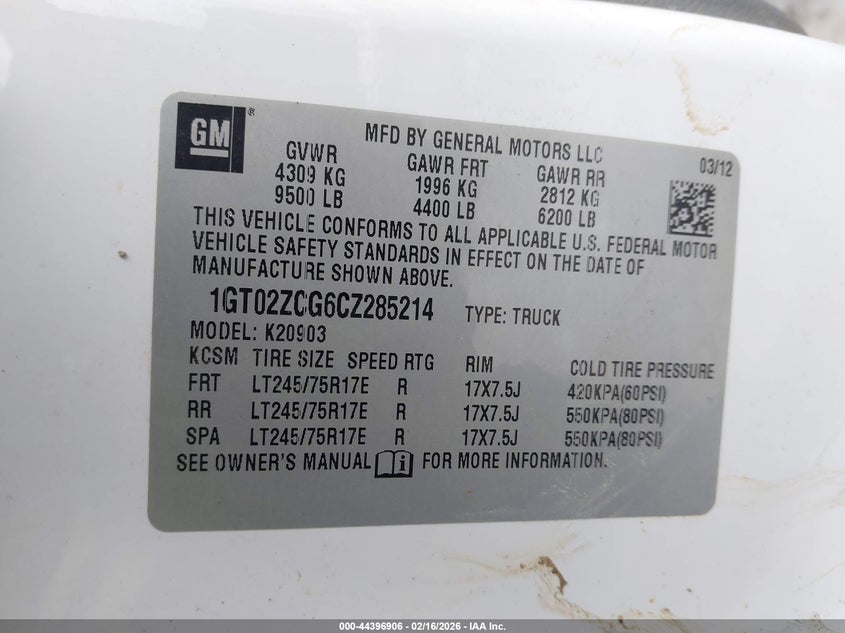 GM ®
MFD BY GENERAL MOTORS LLC
03/12
GVWR GAWR FRT GAWR RR
4309 KG 1996 KG 2812 KG
9500 LB 4400 LB 6200 LB
THIS VEHICLE CONFORMS TO ALL APPLICABLE U.S. FEDERAL MOTOR
VEHICLE SAFETY STANDARDS IN EFFECT ON THE DATE OF
MANUFACTURE SHOWN ABOVE.
1GT02ZCG6CZ285214 TYPE: TRUCK
MODEL: K20903
KCSM TIRE SIZE SPEED RTG RIM COLD TIRE PRESSURE
FRT LT245/75R17E R 17X7.5J 420KPA(60PSI)
RR LT245/75R17E R 17X7.5J 550KPA(80PSI)
SPA LT245/75R17E R 17X7.5J 550KPA(80PSI)
SEE OWNER'S MANUAL FOR MORE INFORMATION.
000-44396906 - 02/16/2026 - IAA Inc.